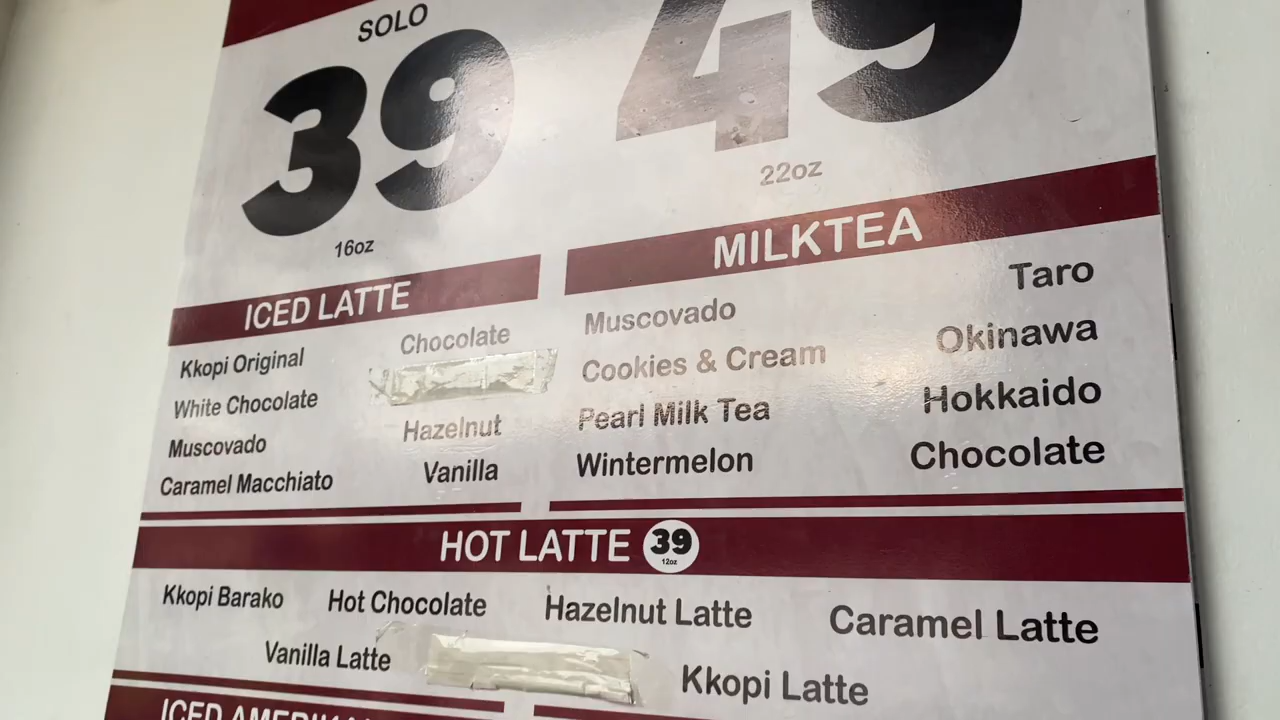 SOLO
39 49
16oz 22oz
ICED LATTE
Kkopi Original
White Chocolate
Muscovado
Caramel Macchiato
Chocolate
Hazelnut
Vanilla
MILKTEA
Muscovado
Cookies & Cream
Pearl Milk Tea
Wintermelon
Taro
Okinawa
Hokkaido
Chocolate
HOT LATTE 39
12oz
Kkopi Barako Hot Chocolate Hazelnut Latte Caramel Latte
Vanilla Latte Kkopi Latte
ICED